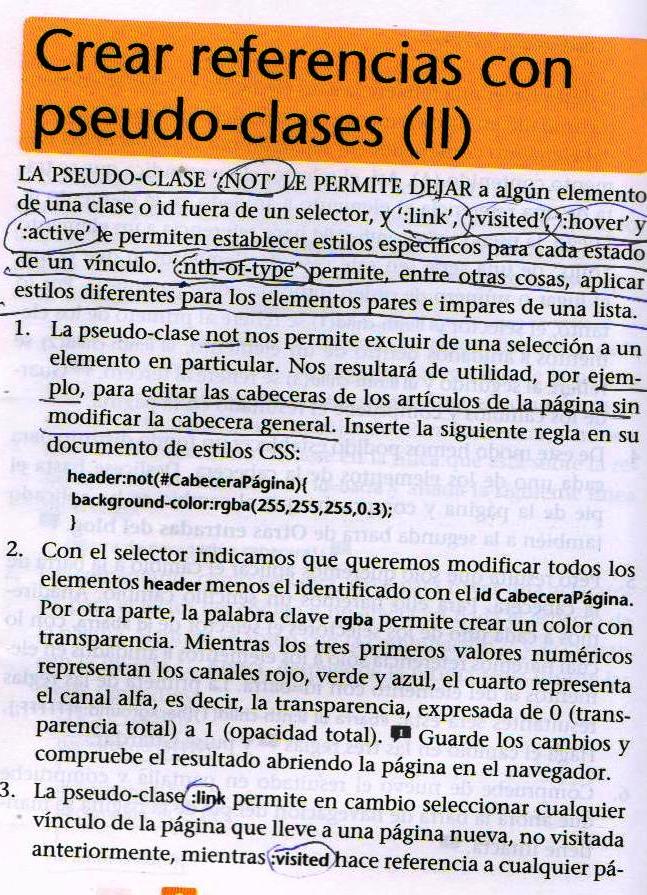 Crear referencias con
pseudo-clases (II)
LA PSEUDO-CLASE ‘:NOT’ LE PERMITE DEJAR a algún elemento
de una clase o id fuera de un selector, y ‘:link’, ‘:visited’, ‘:hover’ y
‘:active’ le permiten establecer estilos específicos para cada estado
de un vínculo. ‘:nth-of-type’ permite, entre otras cosas, aplicar
estilos diferentes para los elementos pares e impares de una lista.
1. La pseudo-clase not nos permite excluir de una selección a un
elemento en particular. Nos resultará de utilidad, por ejem-
plo, para editar las cabeceras de los artículos de la página sin
modificar la cabecera general. Inserte la siguiente regla en su
documento de estilos CSS:
header:not(#CabeceraPágina){
background-color:rgba(255,255,255,0.3);
}
2. Con el selector indicamos que queremos modificar todos los
elementos header menos el identificado con el id CabeceraPágina.
Por otra parte, la palabra clave rgba permite crear un color con
transparencia. Mientras los tres primeros valores numéricos
representan los canales rojo, verde y azul, el cuarto representa
el canal alfa, es decir, la transparencia, expresada de 0 (trans-
parencia total) a 1 (opacidad total). 1 Guarde los cambios y
compruebe el resultado abriendo la página en el navegador.
3. La pseudo-clase :link permite en cambio seleccionar cualquier
vínculo de la página que lleve a una página nueva, no visitada
anteriormente, mientras :visited hace referencia a cualquier pá-